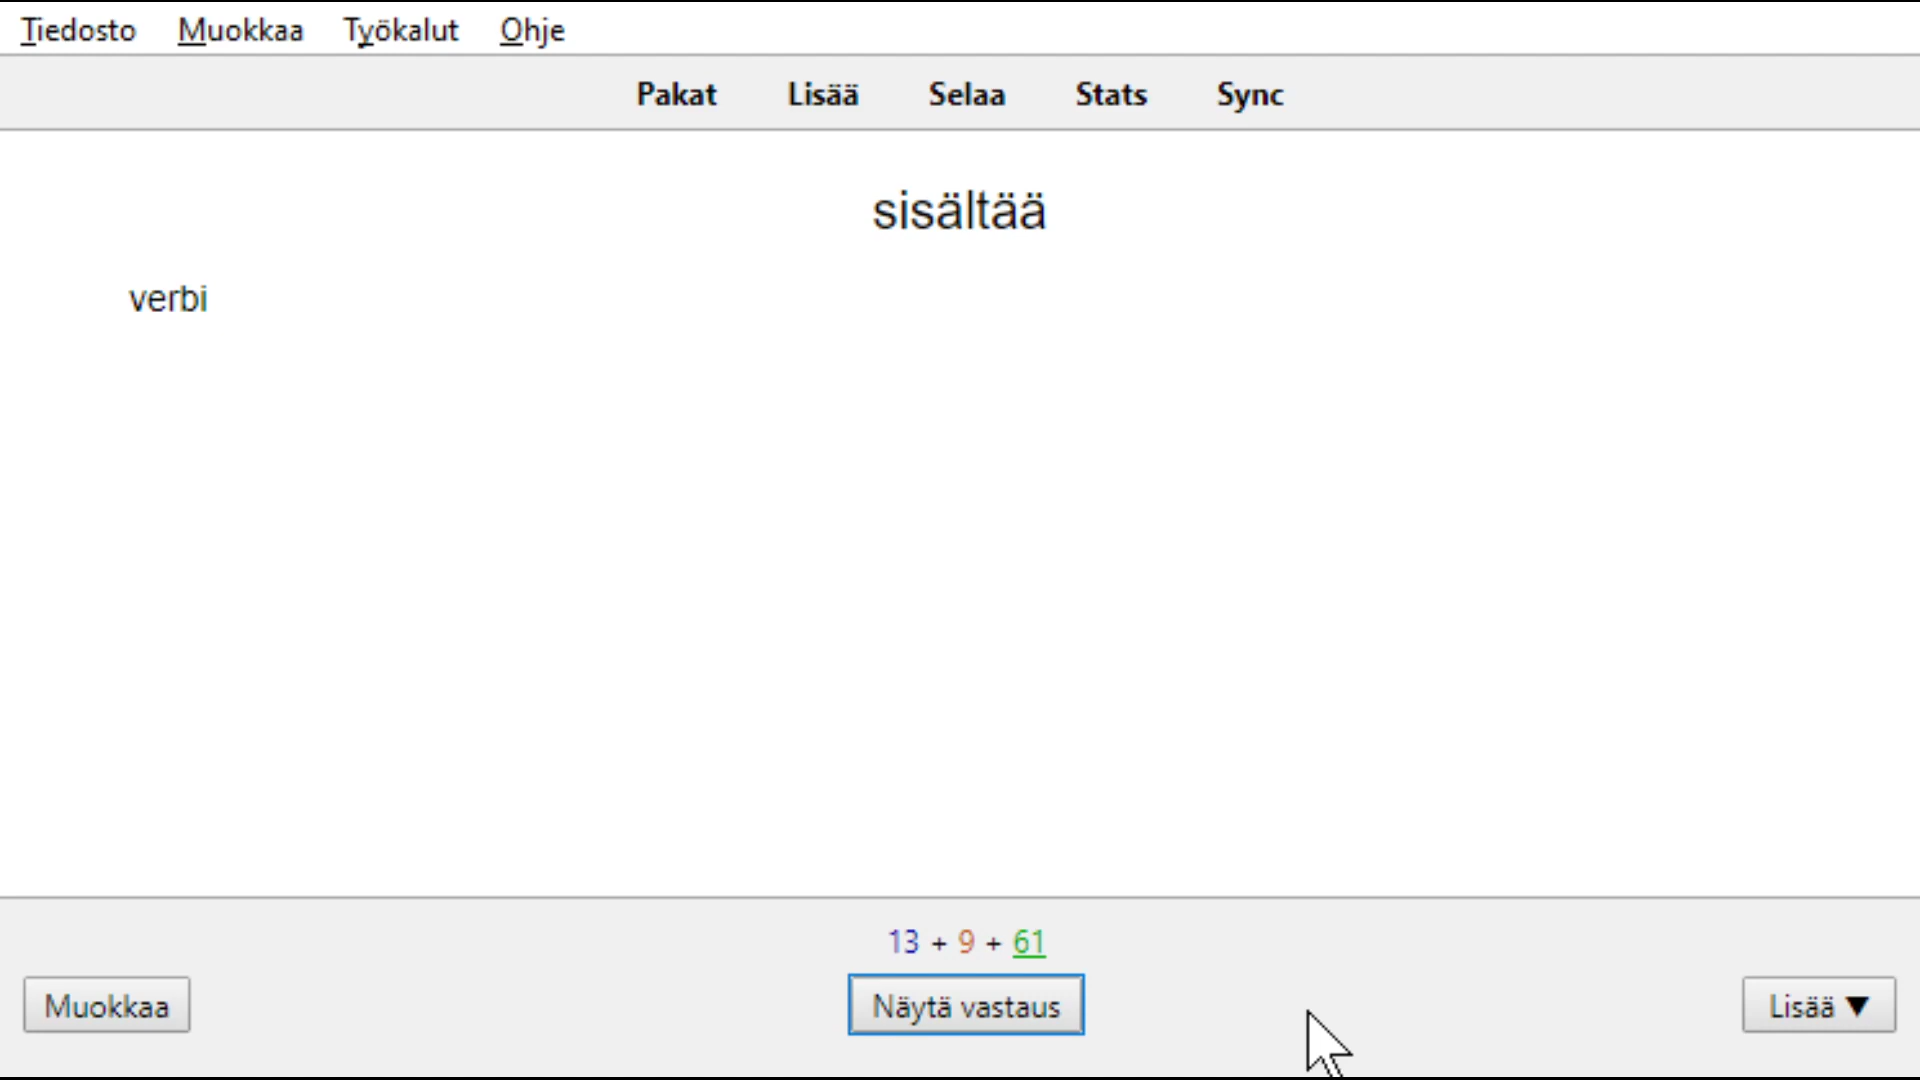 Tiedosto Muokkaa Työkalut Ohje
Pakat Lisää Selaa Stats Sync
sisältää
verbi
13 + 9 + 61
Muokkaa Näytä vastaus Lisää ▼